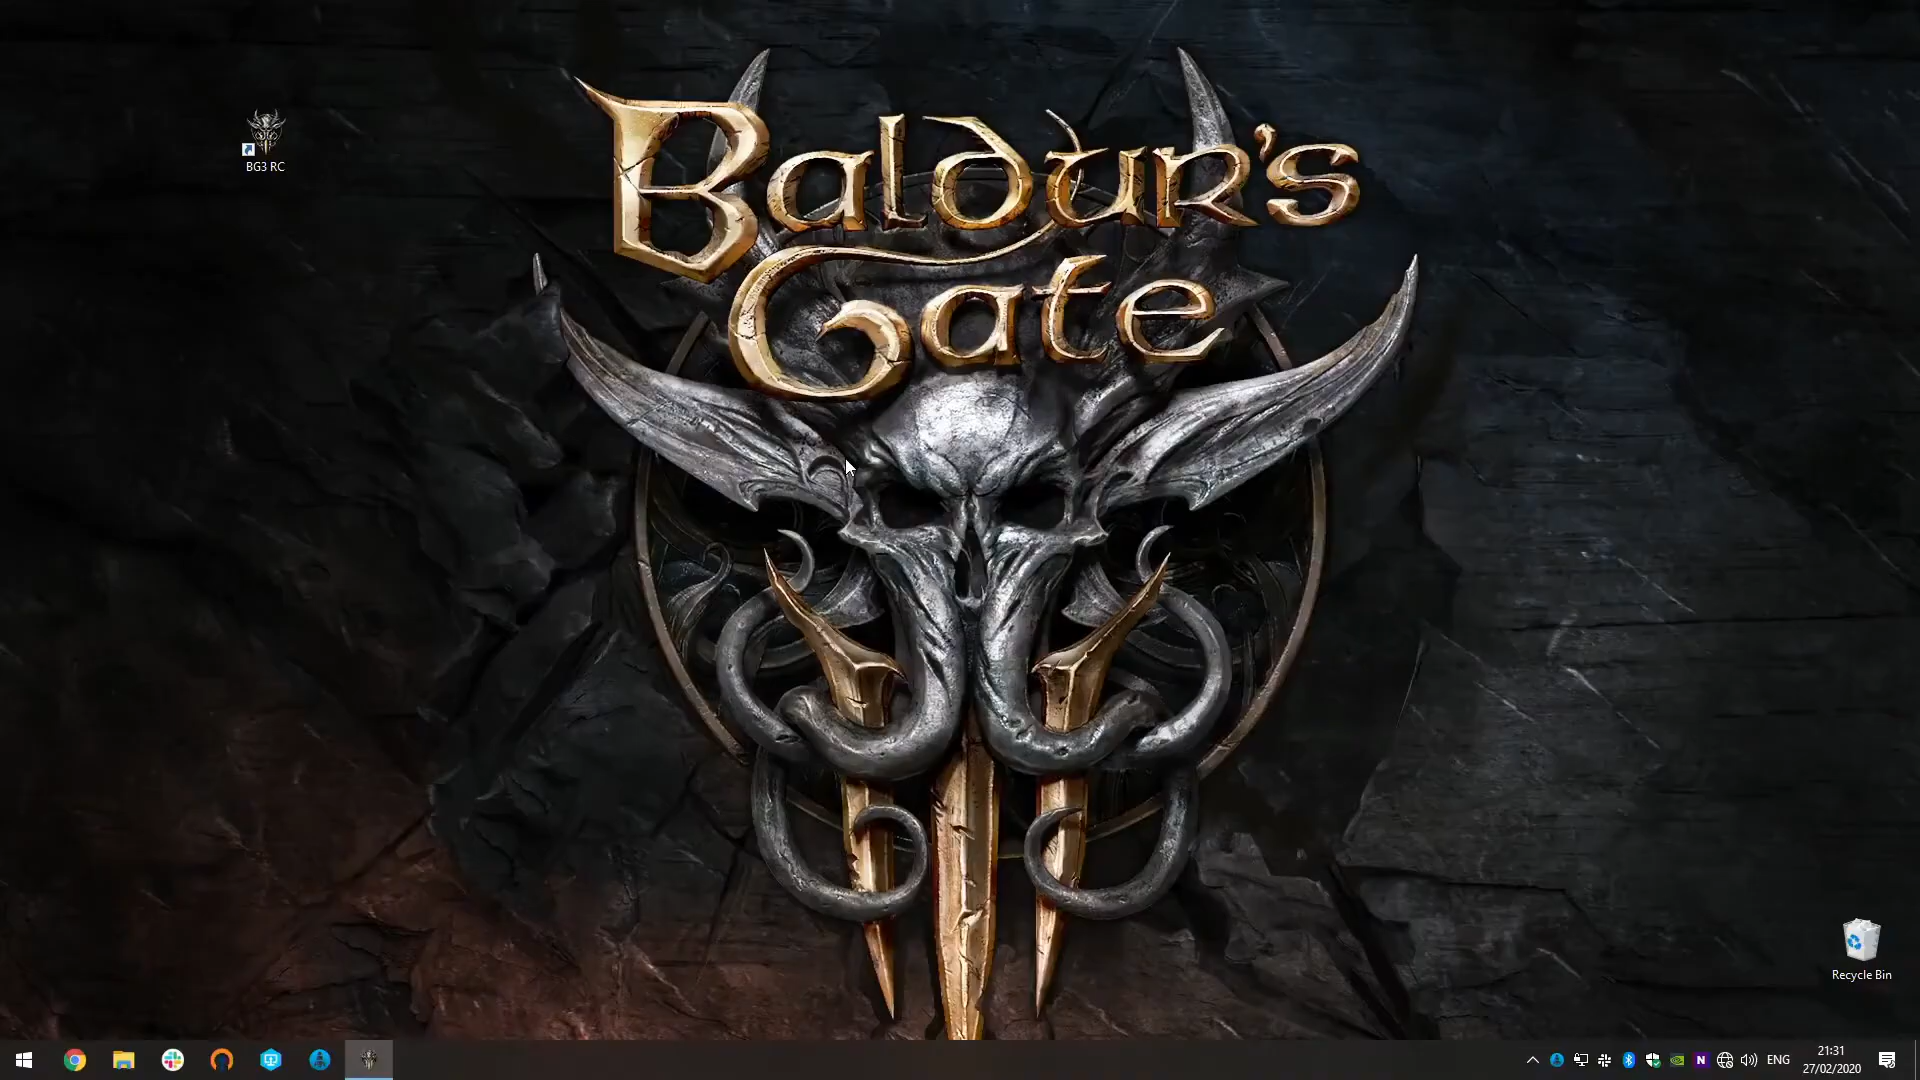 Baldur's
Gate
BG3 RC
Recycle Bin
N
ENG
21:31
27/02/2020